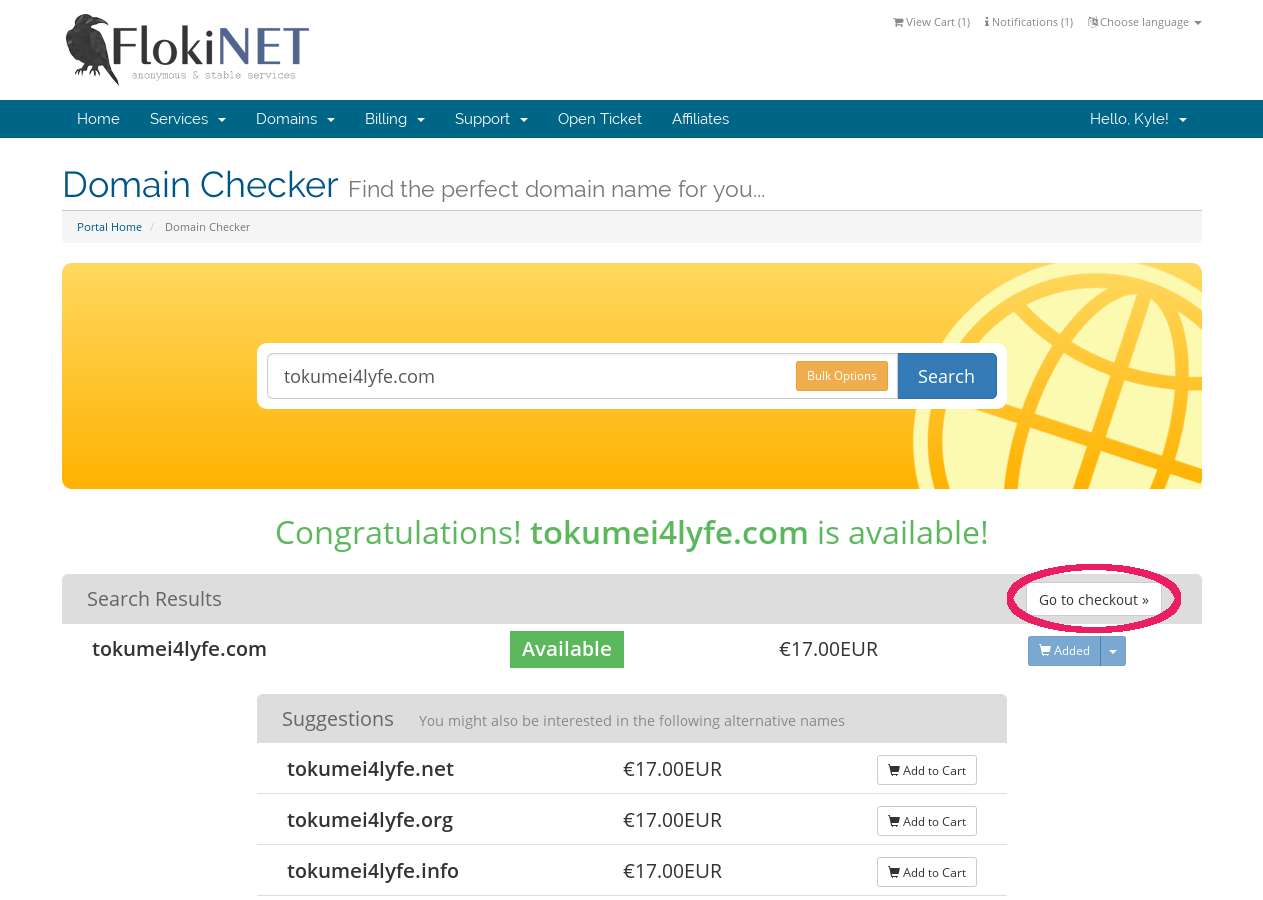 FlokiNET
anonymous & stable services
View Cart (1) Notifications (1) Choose language
Home Services Domains Billing Support Open Ticket Affiliates Hello, Kyle!
Domain Checker Find the perfect domain name for you...
Portal Home / Domain Checker
tokumei4lyfe.com Bulk Options Search
Congratulations! tokumei4lyfe.com is available!
Search Results Go to checkout »
tokumei4lyfe.com Available €17.00EUR Added
Suggestions You might also be interested in the following alternative names
tokumei4lyfe.net €17.00EUR Add to Cart
tokumei4lyfe.org €17.00EUR Add to Cart
tokumei4lyfe.info €17.00EUR Add to Cart